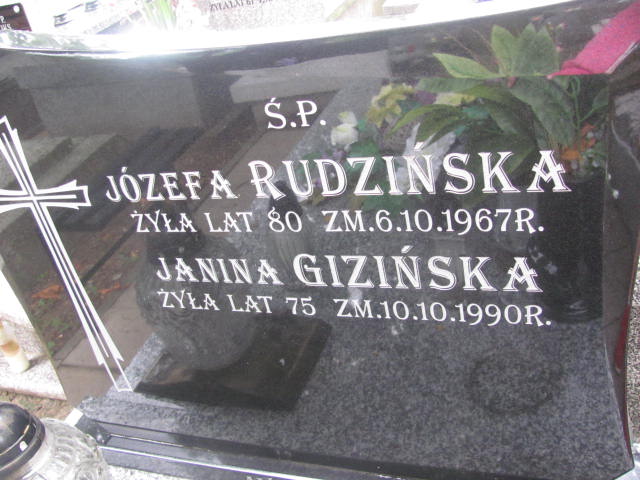 Ś.P.
JÓZEFA RUDZIŃSKA
ŻYŁA LAT 80 ZM.6.10.1967R.
JANINA GIZIŃSKA
ŻYŁA LAT 75 ZM.10.10.1990R.